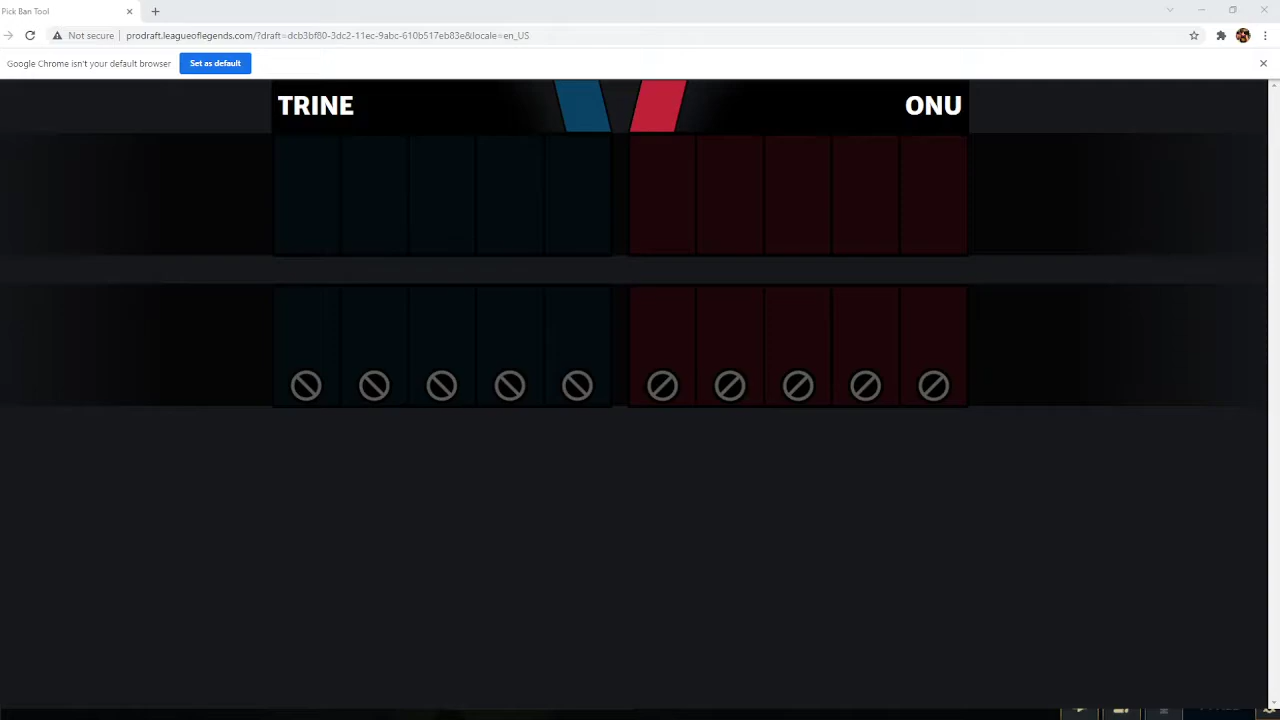 Pick Ban Tool
Not secure
prodraft.leagueoflegends.com/?draft=dcb3bf80-3dc2-11ec-9abc-610b517eb83e&locale=en_US
Google Chrome isn't your default browser
Set as default
TRINE
ONU